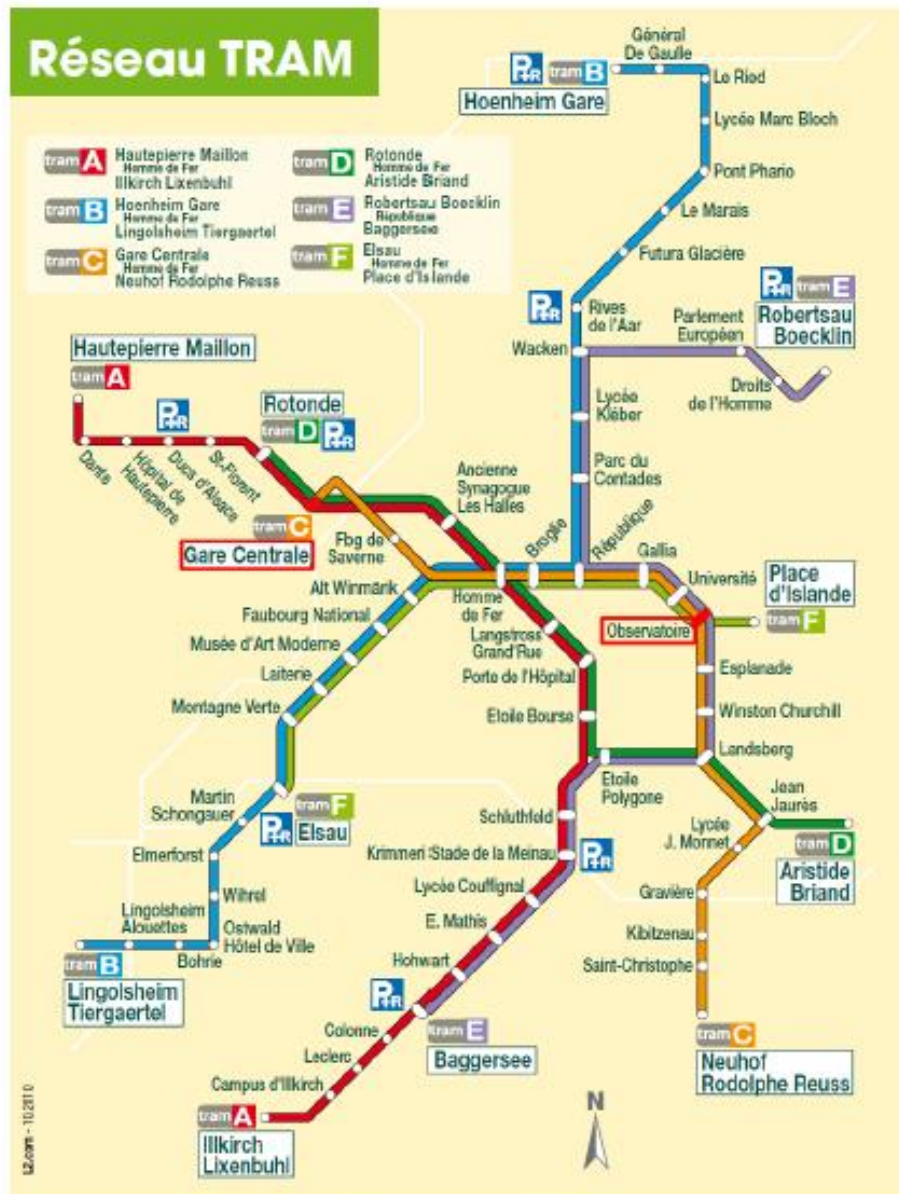 Réseau TRAM
tram A
Hautepierre Maillon
Homme de Fer
Illkirch Lixenbuhl
tram B
Hoenheim Gare
Homme de Fer
Lingolsheim Tiergaertel
tram C
Gare Centrale
Homme de Fer
Neuhof Rodolphe Reuss
tram D
Rotonde
Homme de Fer
Aristide Briand
tram E
Robertsau Boecklin
République
Baggersee
tram F
Elsau
Homme de Fer
Place d'Islande
P+R tram B
Hoenheim Gare
Général
De Gaulle
Le Ried
Lycée Marc Bloch
Pont Phario
Le Marais
Futura Glacière
P+R
Rives
de l'Aar
Wacken
Parlement
Européen
P+R tram E
Robertsau
Boecklin
Droits
de l'Homme
Lycée
Kléber
Parc du
Contades
Hautepierre Maillon
tram A
P+R
Dante
Hôpital de
Hautepierre
Ducs d'Alsace
St-Florent
Rotonde
tram D P+R
tram C
Gare Centrale
Ancienne
Synagogue
Les Halles
Fbg de
Saverne
Broglie
République
Gallia
Université
Place
d'Islande
tram F
Observatoire
Alt Winmärik
Faubourg National
Musée d'Art Moderne
Laiterie
Montagne Verte
Homme
de Fer
Langstross
Grand'Rue
Porte de l'Hôpital
Etoile Bourse
Esplanade
Winston Churchill
Landsberg
Etoile
Polygone
Jean
Jaurès
Lycée
J. Monnet
tram D
Aristide
Briand
Martin
Schongauer
P+R
tram F
Elsau
Elmerforst
Wihrel
Lingolsheim
Alouettes
Ostwald
Hôtel de Ville
Bohrie
tram B
Lingolsheim
Tiergaertel
Schluthfeld
Krimmeri Stade de la Meinau
P+R
Lycée Couffignal
E. Mathis
Hohwart
P+R
tram E
Baggersee
Colonne
Leclerc
Campus d'Illkirch
tram A
Illkirch
Lixenbuhl
Gravière
Kibitzenau
Saint-Christophe
tram C
Neuhof
Rodolphe Reuss
N